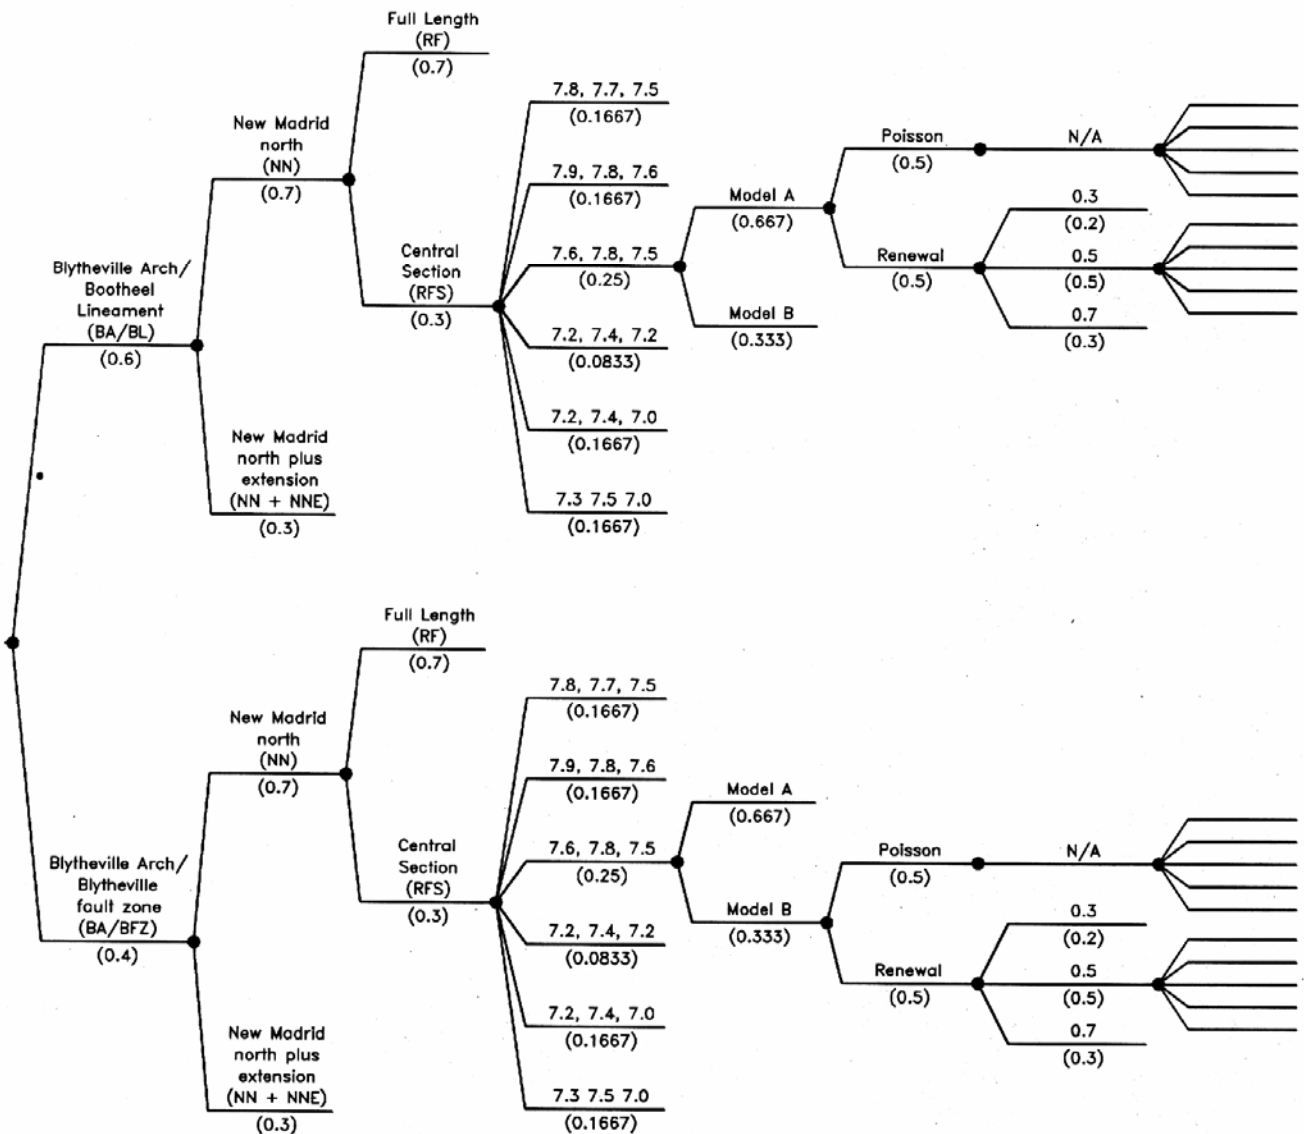 Full Length
(RF)
(0.7)
7.8, 7.7, 7.5
(0.1667)
New Madrid
north
(NN)
(0.7)
Poisson
(0.5)
N/A
7.9, 7.8, 7.6
(0.1667)
Model A
(0.667)
0.3
(0.2)
Central
Section
(RFS)
(0.3)
7.6, 7.8, 7.5
(0.25)
Renewal
(0.5)
0.5
(0.5)
Blytheville Arch/
Bootheel
Lineament
(BA/BL)
(0.6)
Model B
(0.333)
0.7
(0.3)
7.2, 7.4, 7.2
(0.0833)
7.2, 7.4, 7.0
(0.1667)
New Madrid
north plus
extension
(NN + NNE)
(0.3)
7.3 7.5 7.0
(0.1667)
Full Length
(RF)
(0.7)
7.8, 7.7, 7.5
(0.1667)
New Madrid
north
(NN)
(0.7)
7.9, 7.8, 7.6
(0.1667)
Model A
(0.667)
Central
Section
(RFS)
(0.3)
7.6, 7.8, 7.5
(0.25)
Poisson
(0.5)
N/A
Blytheville Arch/
Blytheville
fault zone
(BA/BFZ)
(0.4)
Model B
(0.333)
0.3
(0.2)
7.2, 7.4, 7.2
(0.0833)
Renewal
(0.5)
0.5
(0.5)
7.2, 7.4, 7.0
(0.1667)
0.7
(0.3)
New Madrid
north plus
extension
(NN + NNE)
(0.3)
7.3 7.5 7.0
(0.1667)